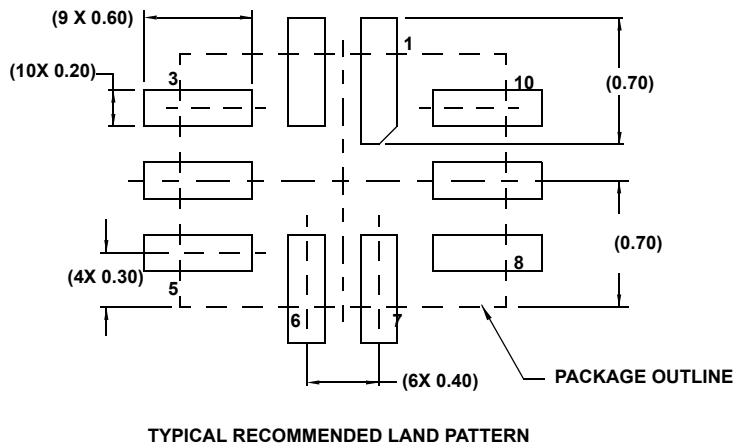 (9 X 0.60)
1
(10X 0.20)
3
10
(0.70)
(0.70)
(4X 0.30)
5
8
6
7
(6X 0.40)
PACKAGE OUTLINE
TYPICAL RECOMMENDED LAND PATTERN